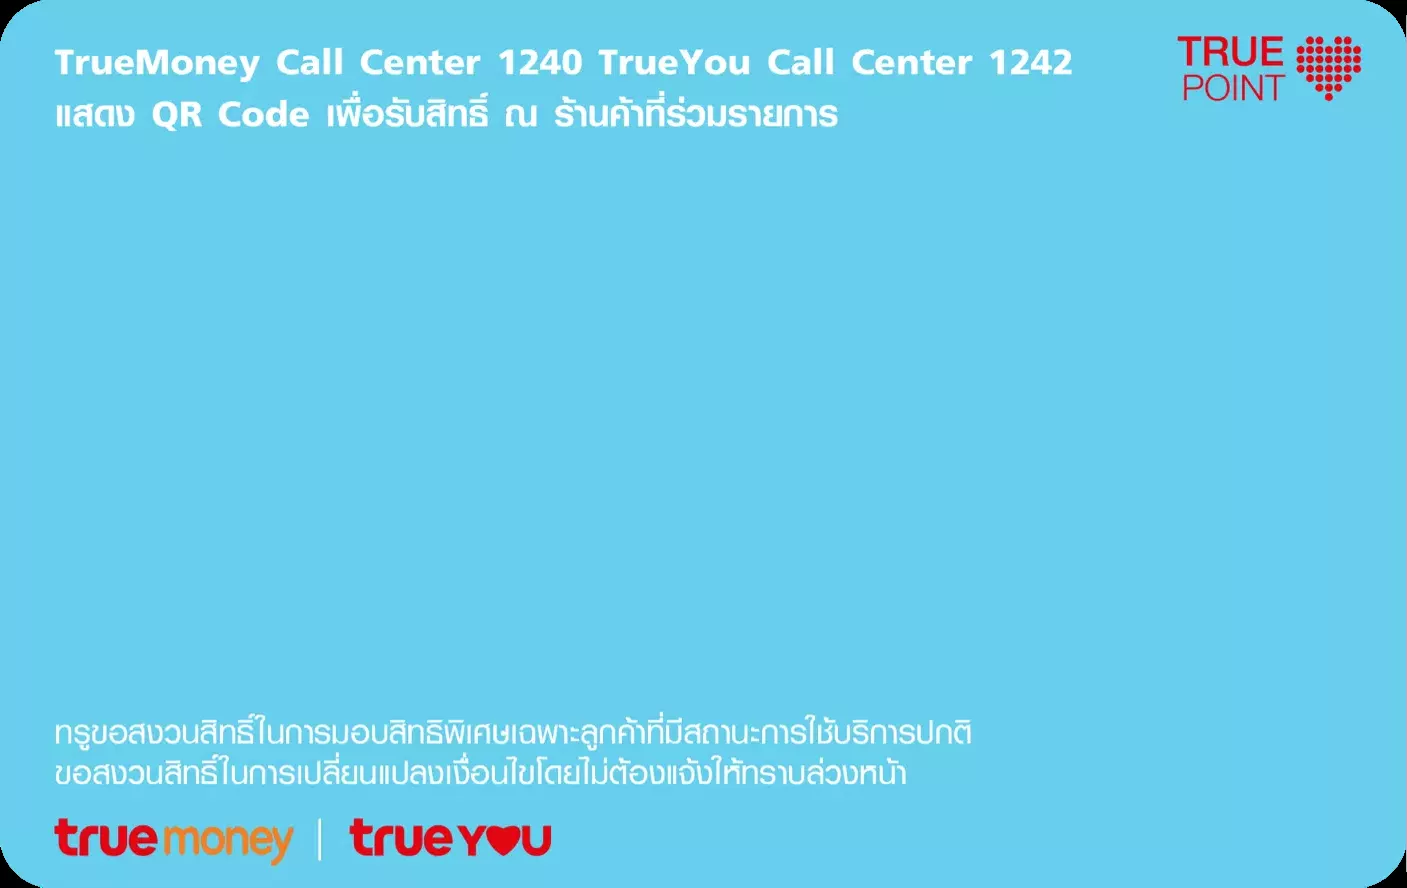 TrueMoney Call Center 1240 TrueYou Call Center 1242
แสดง QR Code เพื่อรับสิทธิ์ ณ ร้านค้าที่ร่วมรายการ
TRUE
POINT
ทรูขอสงวนสิทธิ์ในการมอบสิทธิพิเศษเฉพาะลูกค้าที่มีสถานะการใช้บริการปกติ
ขอสงวนสิทธิ์ในการเปลี่ยนแปลงเงื่อนไขโดยไม่ต้องแจ้งให้ทราบล่วงหน้า
true money | true YOU